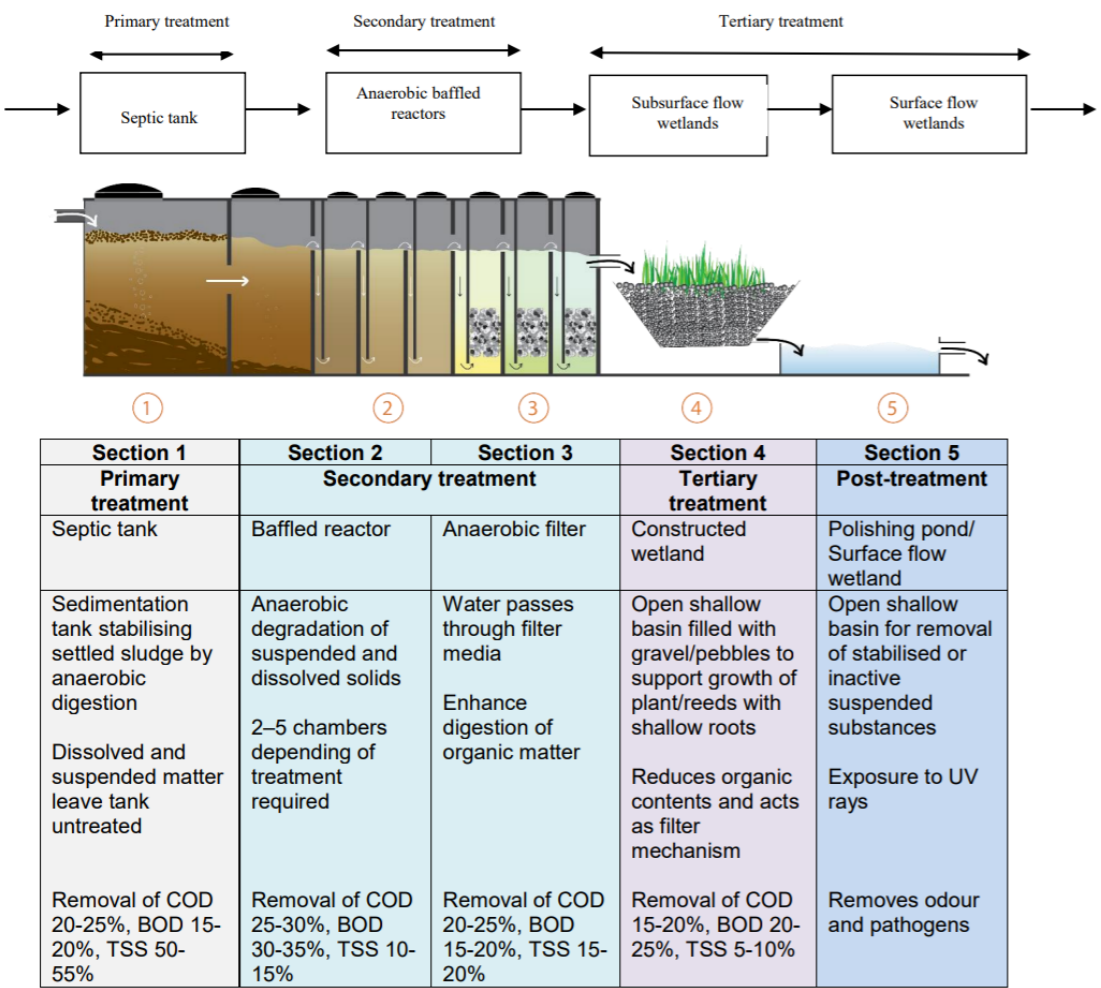 Primary treatment
Secondary treatment
Tertiary treatment
Septic tank
Anaerobic baffled
reactors
Subsurface flow
wetlands
Surface flow
wetlands
1
2
3
4
5
Section 1
Section 2
Section 3
Section 4
Section 5
Primary
treatment
Secondary treatment
Tertiary
treatment
Post-treatment
Septic tank
Baffled reactor
Anaerobic filter
Constructed
wetland
Polishing pond/
Surface flow
wetland
Sedimentation
tank stabilising
settled sludge by
anaerobic
digestion
Dissolved and
suspended matter
leave tank
untreated
Removal of COD
20-25%, BOD 15-
20%, TSS 50-
55%
Anaerobic
degradation of
suspended and
dissolved solids
2–5 chambers
depending of
treatment
required
Removal of COD
25-30%, BOD
30-35%, TSS 10-
15%
Water passes
through filter
media
Enhance
digestion of
organic matter
Removal of COD
20-25%, BOD
15-20%, TSS 15-
20%
Open shallow
basin filled with
gravel/pebbles to
support growth of
plant/reeds with
shallow roots
Reduces organic
contents and acts
as filter
mechanism
Removal of COD
15-20%, BOD 20-
25%, TSS 5-10%
Open shallow
basin for removal
of stabilised or
inactive
suspended
substances
Exposure to UV
rays
Removes odour
and pathogens